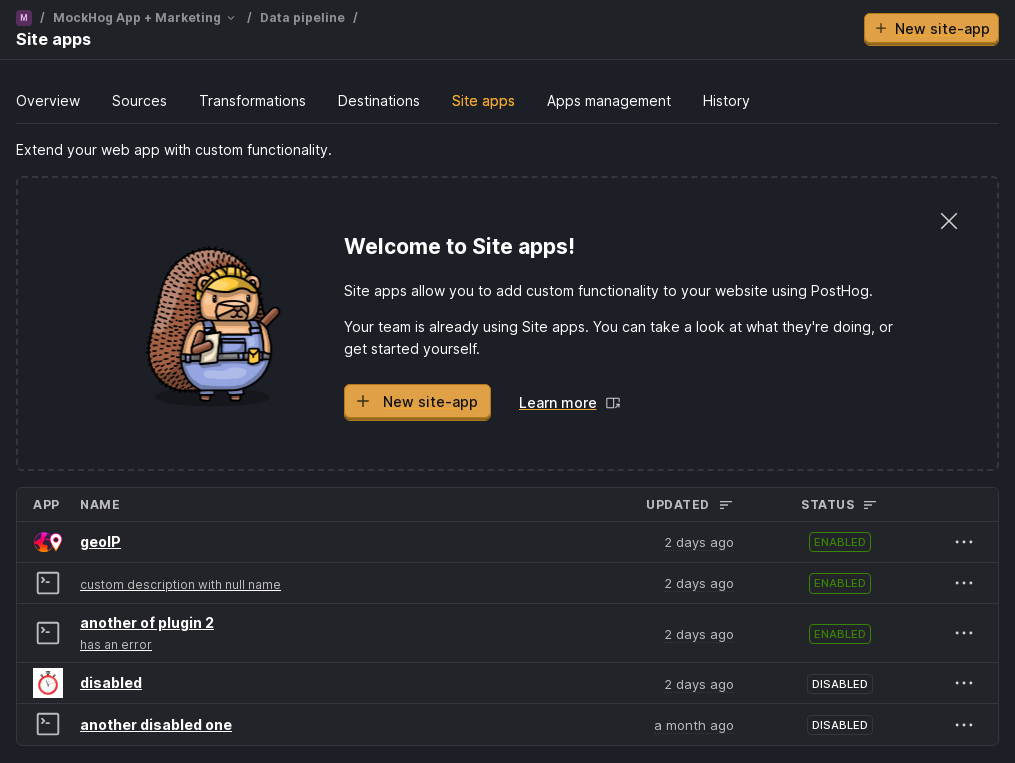 M / MockHog App + Marketing / Data pipeline /
Site apps
+ New site-app
Overview Sources Transformations Destinations Site apps Apps management History
Extend your web app with custom functionality.
Welcome to Site apps!
Site apps allow you to add custom functionality to your website using PostHog.
Your team is already using Site apps. You can take a look at what they're doing, or
get started yourself.
+ New site-app Learn more
APP NAME UPDATED STATUS
geoIP 2 days ago ENABLED
custom description with null name 2 days ago ENABLED
another of plugin 2
has an error 2 days ago ENABLED
disabled 2 days ago DISABLED
another disabled one a month ago DISABLED